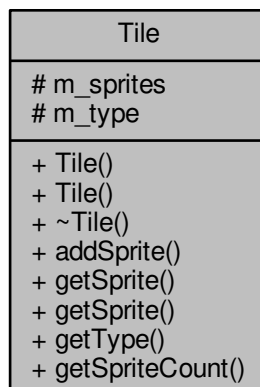 Tile
# m_sprites
# m_type
+ Tile()
+ Tile()
+ ~Tile()
+ addSprite()
+ getSprite()
+ getSprite()
+ getType()
+ getSpriteCount()